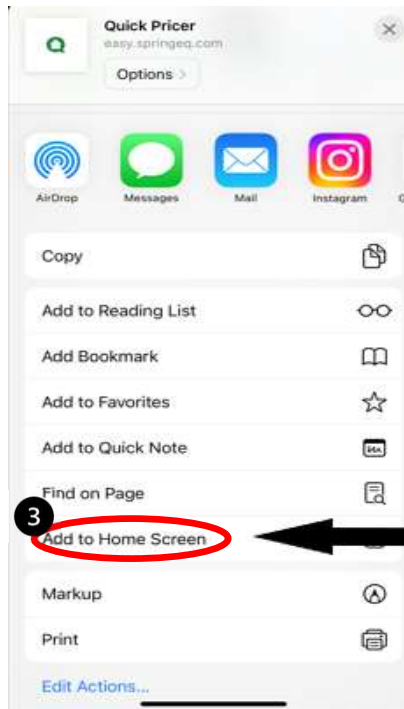 Quick Pricer
easy.springeq.com
Options >
AirDrop
Messages
Mail
Instagram
Copy
Add to Reading List
Add Bookmark
Add to Favorites
Add to Quick Note
Find on Page
3
Add to Home Screen
Markup
Print
Edit Actions...